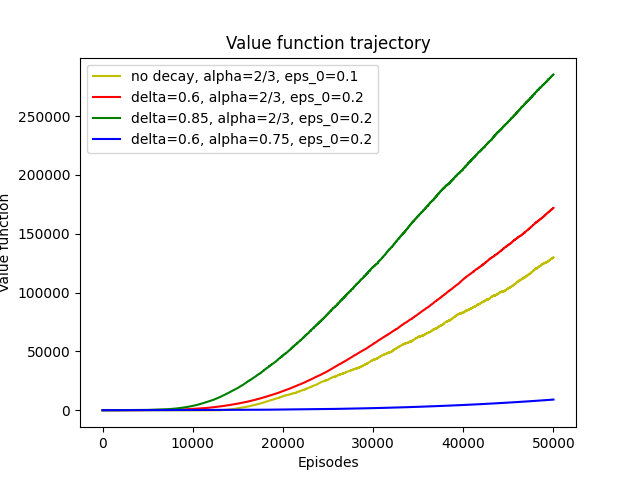 Value function trajectory
no decay, alpha=2/3, eps_0=0.1
delta=0.6, alpha=2/3, eps_0=0.2
delta=0.85, alpha=2/3, eps_0=0.2
delta=0.6, alpha=0.75, eps_0=0.2
Value function
250000
200000
150000
100000
50000
0
0 10000 20000 30000 40000 50000
Episodes